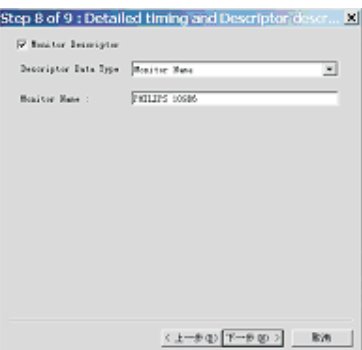 Step 8 of 9 : Detailed timing and Descriptor descr...
Monitor Descriptor
Descriptor Data Type
Monitor Name
Monitor Name :
PHILIPS 105B6
< 上一步(B)
下一步(N) >
取消